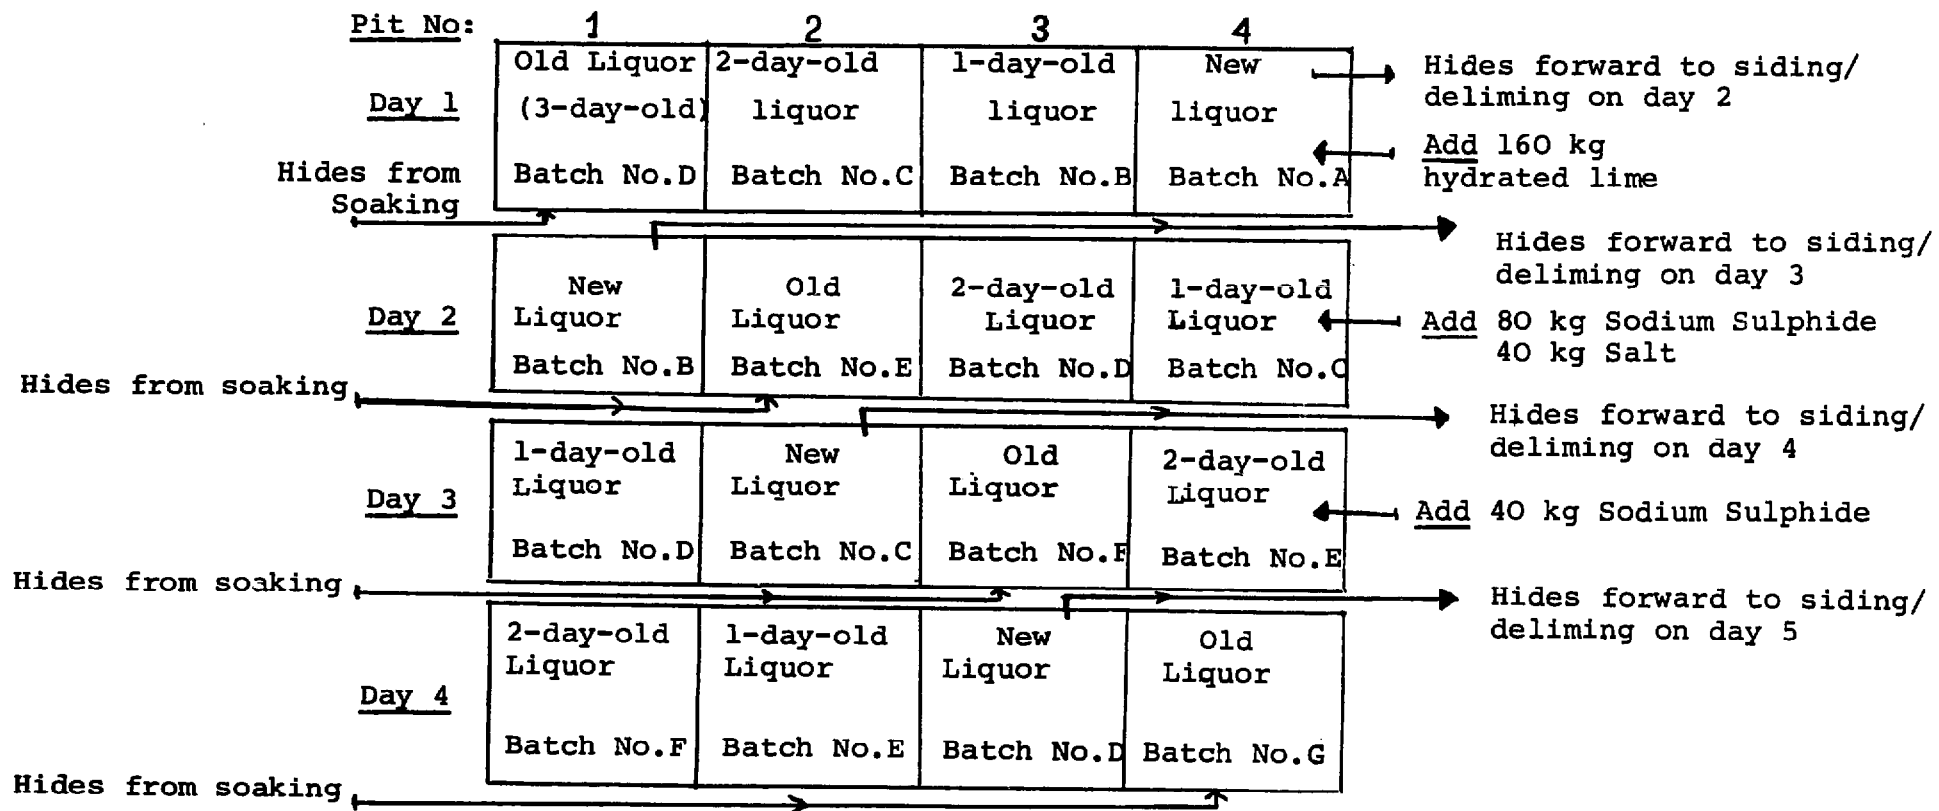 Pit No: 1 2 3 4
Day 1
Old Liquor
(3-day-old)
Batch No.D
2-day-old
liquor
Batch No.C
1-day-old
liquor
Batch No.B
New
liquor
Batch No.A
Hides forward to siding/
deliming on day 2
Add 160 kg
hydrated lime
Hides from
Soaking
Hides forward to siding/
deliming on day 3
Day 2
New
Liquor
Batch No.B
Old
Liquor
Batch No.E
2-day-old
Liquor
Batch No.D
1-day-old
Liquor
Batch No.C
Add 80 kg Sodium Sulphide
40 kg Salt
Hides from soaking
Hides forward to siding/
deliming on day 4
Day 3
1-day-old
Liquor
Batch No.D
New
Liquor
Batch No.C
Old
Liquor
Batch No.F
2-day-old
Liquor
Batch No.E
Add 40 kg Sodium Sulphide
Hides from soaking
Hides forward to siding/
deliming on day 5
Day 4
2-day-old
Liquor
Batch No.F
1-day-old
Liquor
Batch No.E
New
Liquor
Batch No.D
Old
Liquor
Batch No.G
Hides from soaking